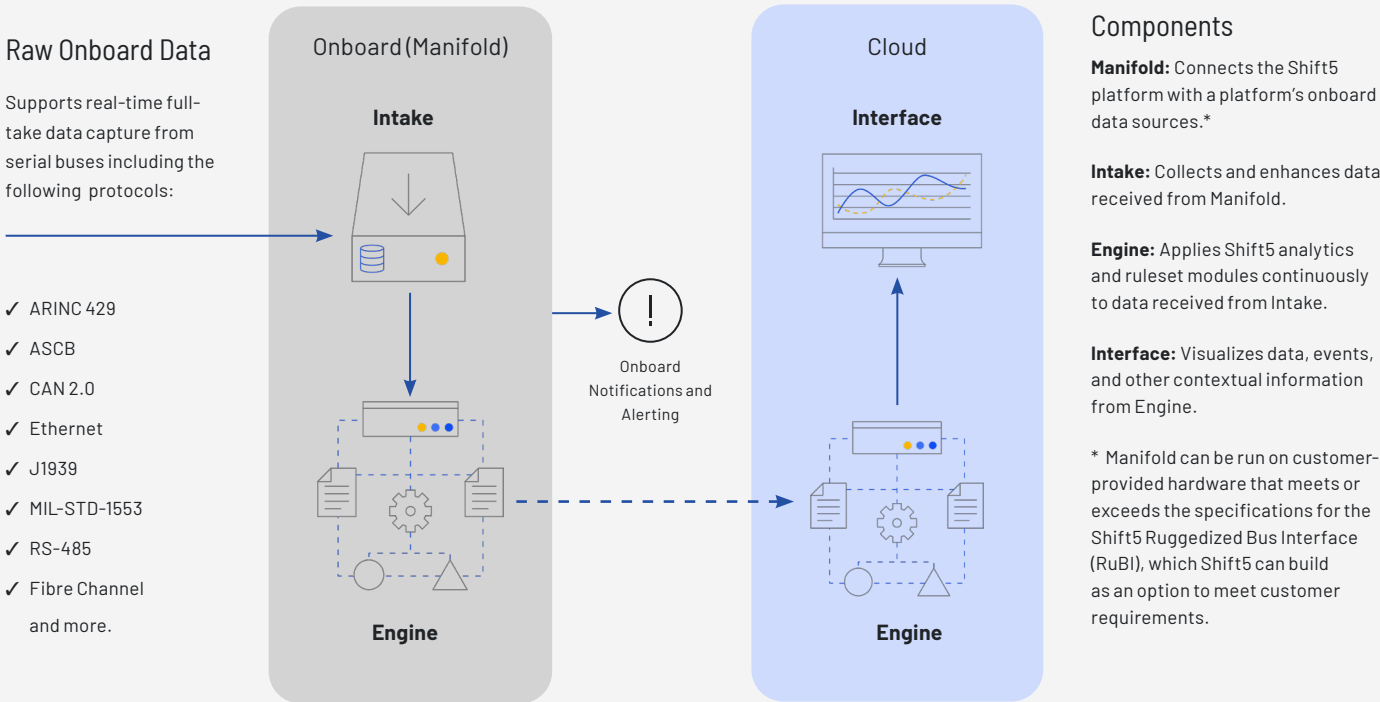 Raw Onboard Data
Supports real-time full-
take data capture from
serial buses including the
following protocols:
✓ ARINC 429
✓ ASCB
✓ CAN 2.0
✓ Ethernet
✓ J1939
✓ MIL-STD-1553
✓ RS-485
✓ Fibre Channel
and more.
Onboard (Manifold)
Intake
Engine
!
Onboard
Notifications and
Alerting
Cloud
Interface
Engine
Components
Manifold: Connects the Shift5
platform with a platform's onboard
data sources.*
Intake: Collects and enhances data
received from Manifold.
Engine: Applies Shift5 analytics
and ruleset modules continuously
to data received from Intake.
Interface: Visualizes data, events,
and other contextual information
from Engine.
* Manifold can be run on customer-
provided hardware that meets or
exceeds the specifications for the
Shift5 Ruggedized Bus Interface
(RuBI), which Shift5 can build
as an option to meet customer
requirements.